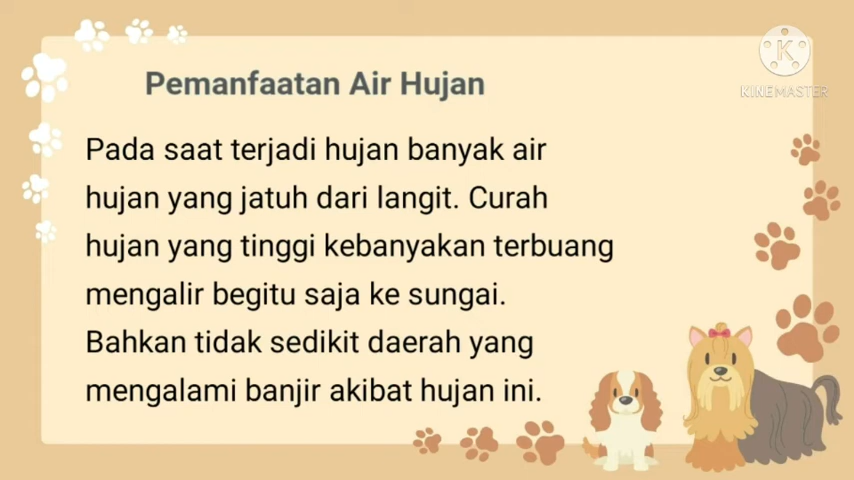 KINEMASTER
Pemanfaatan Air Hujan
Pada saat terjadi hujan banyak air
hujan yang jatuh dari langit. Curah
hujan yang tinggi kebanyakan terbuang
mengalir begitu saja ke sungai.
Bahkan tidak sedikit daerah yang
mengalami banjir akibat hujan ini.